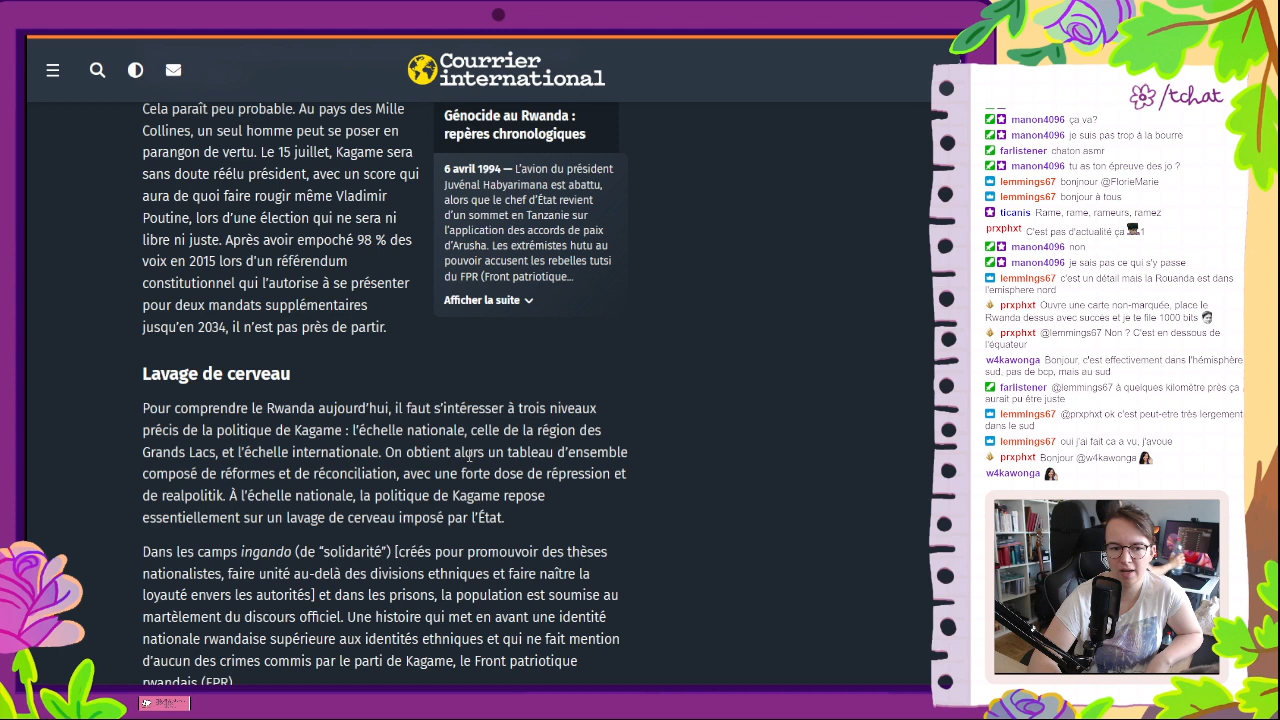 Courrier
international
Cela paraît peu probable. Au pays des Mille
Collines, un seul homme peut se poser en
parangon de vertu. Le 15 juillet, Kagame sera
sans doute réélu président, avec un score qui
aura de quoi faire rougir même Vladimir
Poutine, lors d'une élection qui ne sera ni
libre ni juste. Après avoir empoché 98 % des
voix en 2015 lors d'un référendum
constitutionnel qui l'autorise à se présenter
pour deux mandats supplémentaires
jusqu'en 2034, il n'est pas près de partir.
Génocide au Rwanda :
repères chronologiques
6 avril 1994 — L'avion du président
Juvénal Habyarimana est abattu,
alors que le chef d'État revient
d'un sommet en Tanzanie sur
l'application des accords de paix
d'Arusha. Les extrémistes hutu au
pouvoir accusent les rebelles tutsi
du FPR (Front patriotique...
Afficher la suite
Lavage de cerveau
Pour comprendre le Rwanda aujourd'hui, il faut s'intéresser à trois niveaux
précis de la politique de Kagame : l'échelle nationale, celle de la région des
Grands Lacs, et l'échelle internationale. On obtient alors un tableau d'ensemble
composé de réformes et de réconciliation, avec une forte dose de répression et
de realpolitik. À l'échelle nationale, la politique de Kagame repose
essentiellement sur un lavage de cerveau imposé par l'État.
Dans les camps ingando (de "solidarité") [créés pour promouvoir des thèses
nationalistes, faire unité au-delà des divisions ethniques et faire naître la
loyauté envers les autorités] et dans les prisons, la population est soumise au
martèlement du discours officiel. Une histoire qui met en avant une identité
nationale rwandaise supérieure aux identités ethniques et qui ne fait mention
d'aucun des crimes commis par le parti de Kagame, le Front patriotique
rwandais (FPR).
/tchat
manon4096 ça va?
manon4096 je suis pas trop à la bourre
farlistener chaton asmr
manon4096 tu as ton épreuve des jo ?
lemmings67 bonjnour @FlorieMarie
lemmings67 bonjour à tous
ticanis Rame, rame, rameurs, ramez
prxphxt C'est pas d'actualité ça 1
manon4096 non
manon4096 je sais pas ce qui s'y passe
lemmings67 c'est un détail mais la Rouanda est dans
l'emisphere nord
prxphxt Ouvre une carte non-marquée, place le
Rwanda dessus avec succès et je te file 1000 bits
prxphxt @lemmings67 Non ? C'est en dessous de
l'équateur
w4kawonga Bonjour, c'est effectivement dans l'hémisphère
sud, pas de bcp, mais au sud
farlistener @lemmings67 à quelques kilomètre près ça
aurait pu être juste
lemmings67 @prxphxt ok c'est peut-etre très lergement
dans le sud
lemmings67 oui j'ai fait ca a vu, j'avoue
prxphxt Bonjour @w4kawonga
w4kawonga